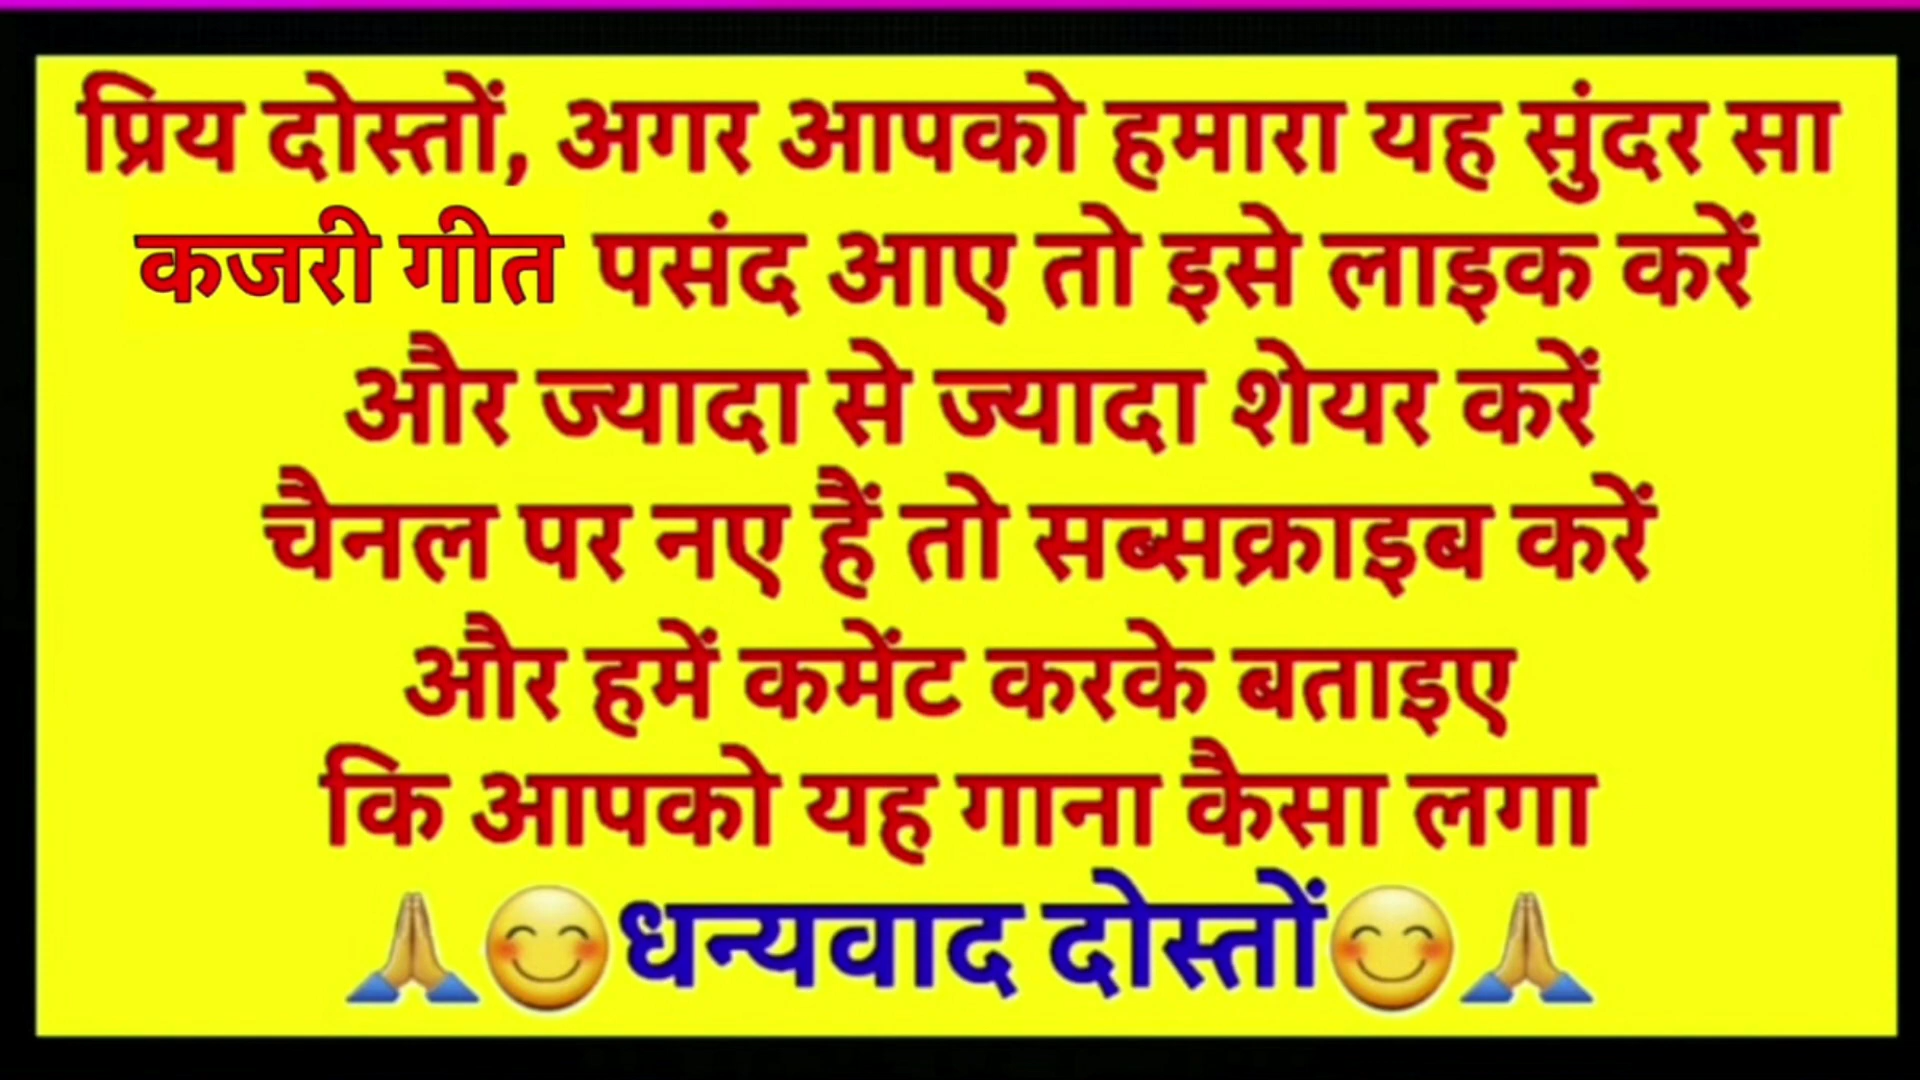 प्रिय दोस्तों, अगर आपको हमारा यह सुंदर सा
कजरी गीत पसंद आए तो इसे लाइक करें
और ज्यादा से ज्यादा शेयर करें
चैनल पर नए हैं तो सब्सक्राइब करें
और हमें कमेंट करके बताइए
कि आपको यह गाना कैसा लगा
🙏😊धन्यवाद दोस्तों😊🙏